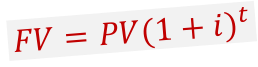 FV = PV(1 + i)^t